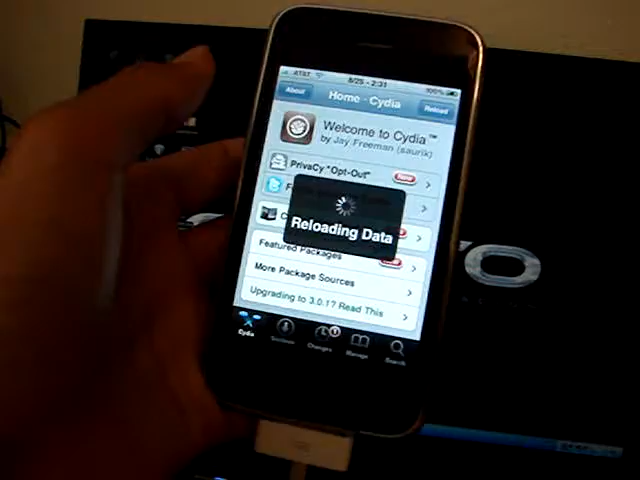 AT&T 8/25 - 2:31 100%
About Home - Cydia Reload
Welcome to Cydia™
by Jay Freeman (saurik)
PrivaCy "Opt-Out" New
F
C
Reloading Data
Featured Packages
More Package Sources
Upgrading to 3.0.1? Read This
Cydia Sections Changes Manage Search